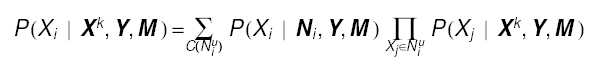 P(X_i | X^k, Y, M) = ∑_{C(N_i^u)} P(X_i | N_i, Y, M) ∏_{X_j∈N_i^u} P(X_j | X^k, Y, M)